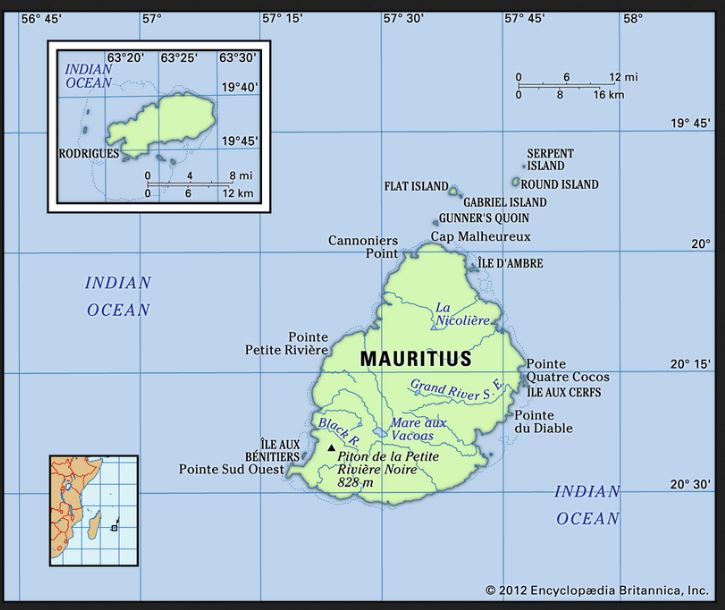 56° 45'
57°
57° 15'
57° 30'
57° 45'
58°
63°20'
63°25'
63°30'
INDIAN
OCEAN
19°40'
19°45'
RODRIGUES
0 4 8 mi
0 6 12 km
0 6 12 mi
0 8 16 km
19° 45'
SERPENT
ISLAND
FLAT ISLAND
ROUND ISLAND
GABRIEL ISLAND
GUNNER'S QUOIN
Cap Malheureux
Cannoniers
Point
20°
ÎLE D'AMBRE
INDIAN
OCEAN
La
Nicolière
Pointe
Petite Rivière
MAURITIUS
Pointe
Quatre Cocos
20° 15'
Grand River S. E.
ÎLE AUX CERFS
Pointe
du Diable
Black R.
Mare aux
Vacoas
ÎLE AUX
BÉNITIERS
Pointe Sud Ouest
Piton de la Petite
Rivière Noire
828 m
20° 30'
INDIAN
OCEAN
© 2012 Encyclopædia Britannica, Inc.